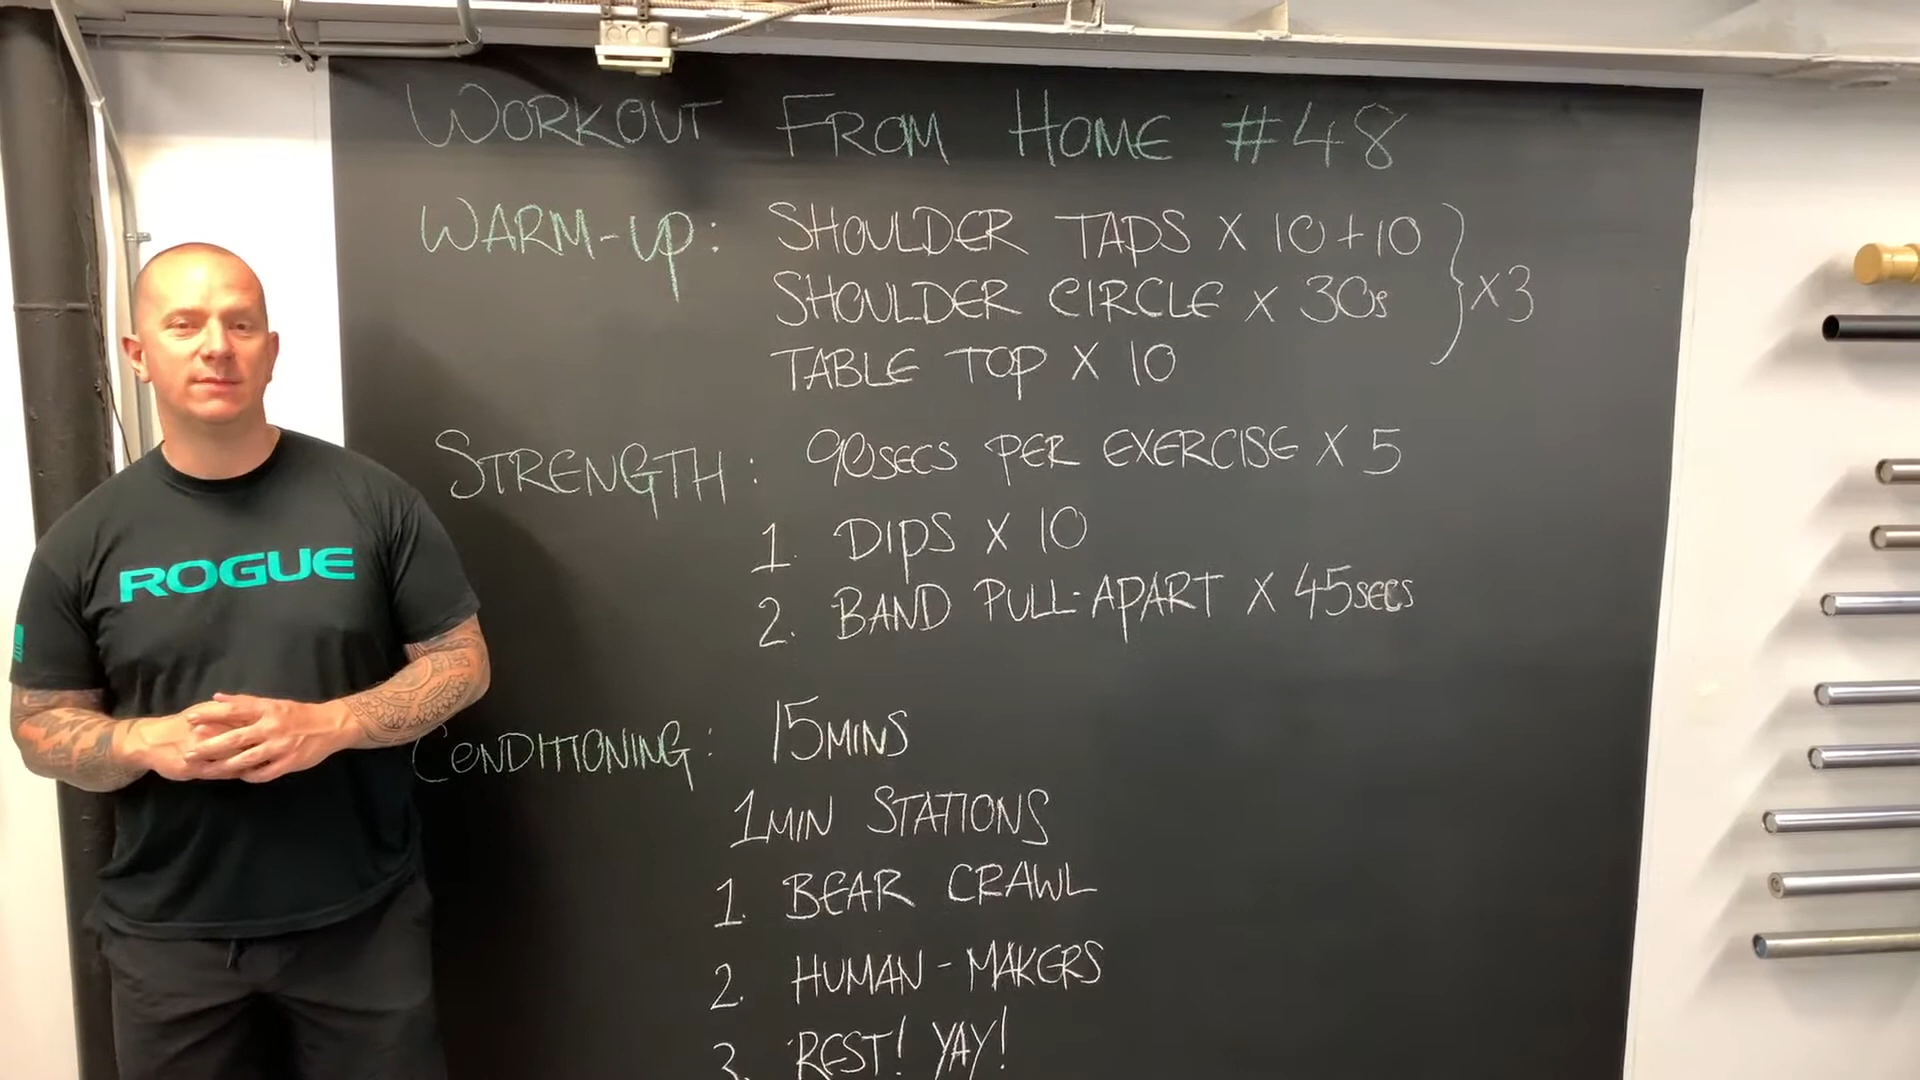 WORKOUT FROM HOME #48
WARM-UP: SHOULDER TAPS X 10+10
SHOULDER CIRCLE X 30s
} X3
TABLE TOP X 10
STRENGTH: 90SECS PER EXERCISE X 5
1. DIPS X 10
2. BAND PULL-APART X 45SECS
CONDITIONING: 15MINS
1MIN STATIONS
1. BEAR CRAWL
2. HUMAN-MAKERS
3. REST! YAY!
ROGUE